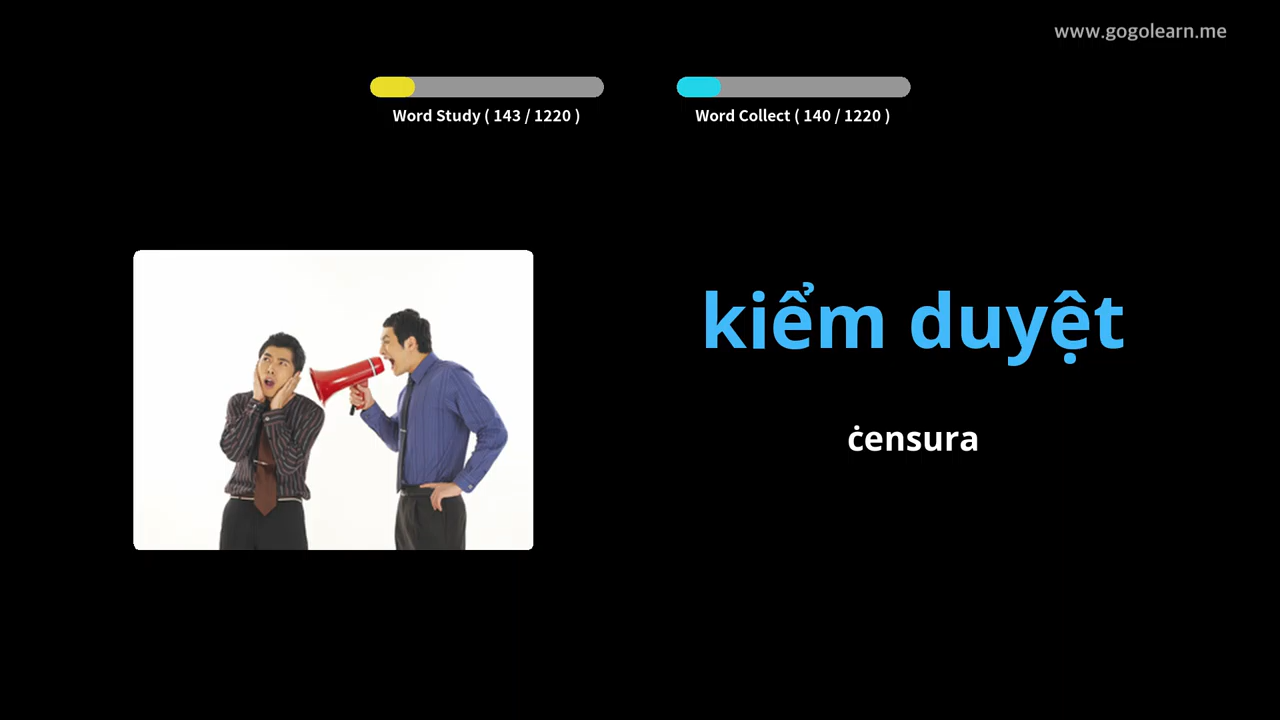 www.gogolearn.me
Word Study ( 143 / 1220 )
Word Collect ( 140 / 1220 )
kiểm duyệt
ċensura